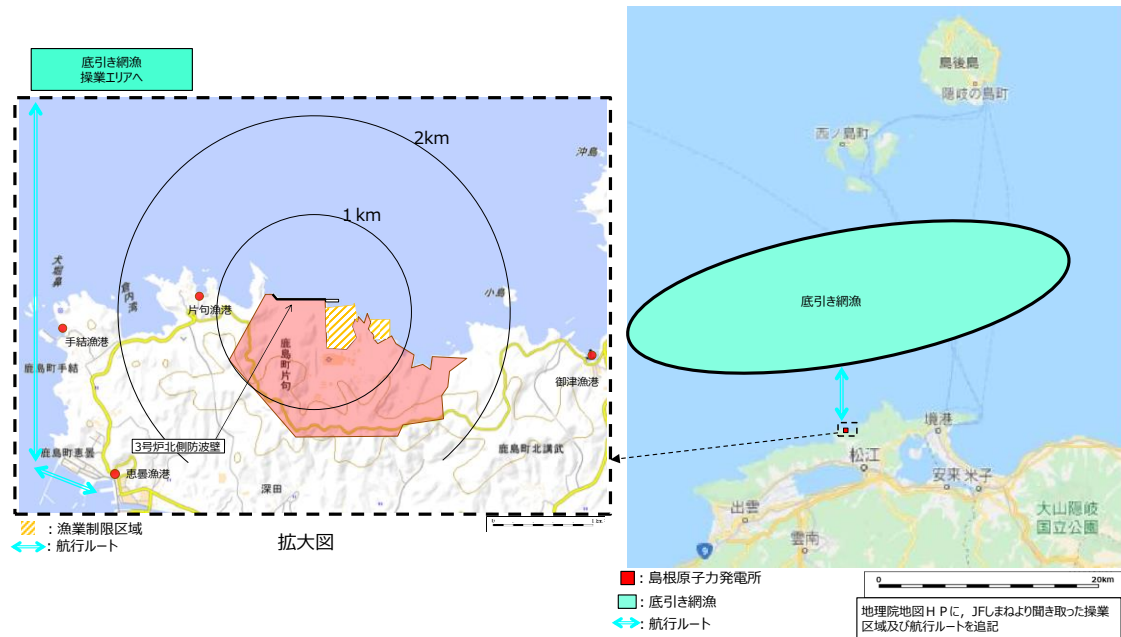 底引き網漁
操業エリアへ
2km
1km
沖島
犬堀鼻
倉内湾
片句漁港
小島
手結漁港
鹿島町手結
鹿島町片句
御津漁港
3号炉北側防波壁
鹿島町恵曇
恵曇漁港
鹿島町北講武
深田
0 1km
：漁業制限区域
：航行ルート
拡大図
島後島
隠岐の島町
西ノ島町
底引き網漁
境港
松江
安来
米子
出雲
雲南
大山隠岐
国立公園
9
：島根原子力発電所
：底引き網漁
：航行ルート
0 20km
地理院地図ＨＰに，JFしまねより聞き取った操業
区域及び航行ルートを追記